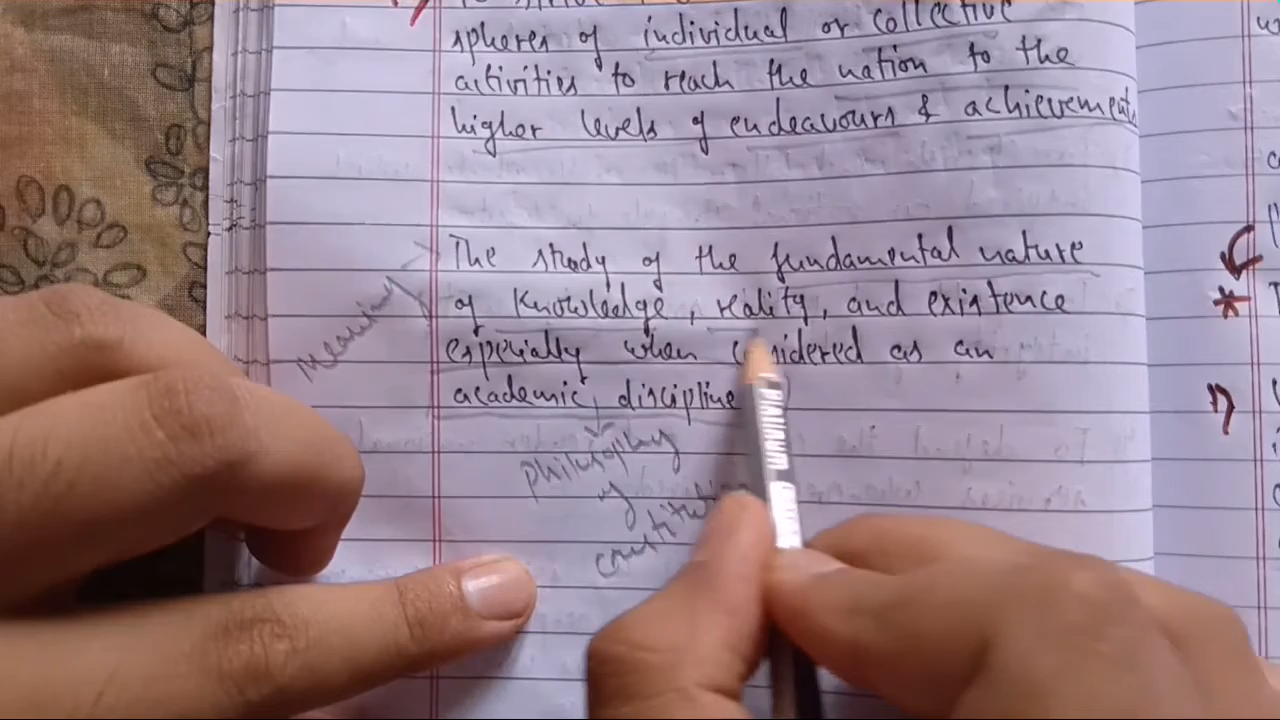 spheres of individual or collective
activities to reach the nation to the
higher levels of endeavours & achievement
The study of the fundamental nature
of knowledge, reality, and existence
especially when considered as an
academic discipline
meaning
philosophy
of
constitution
PLATINUM